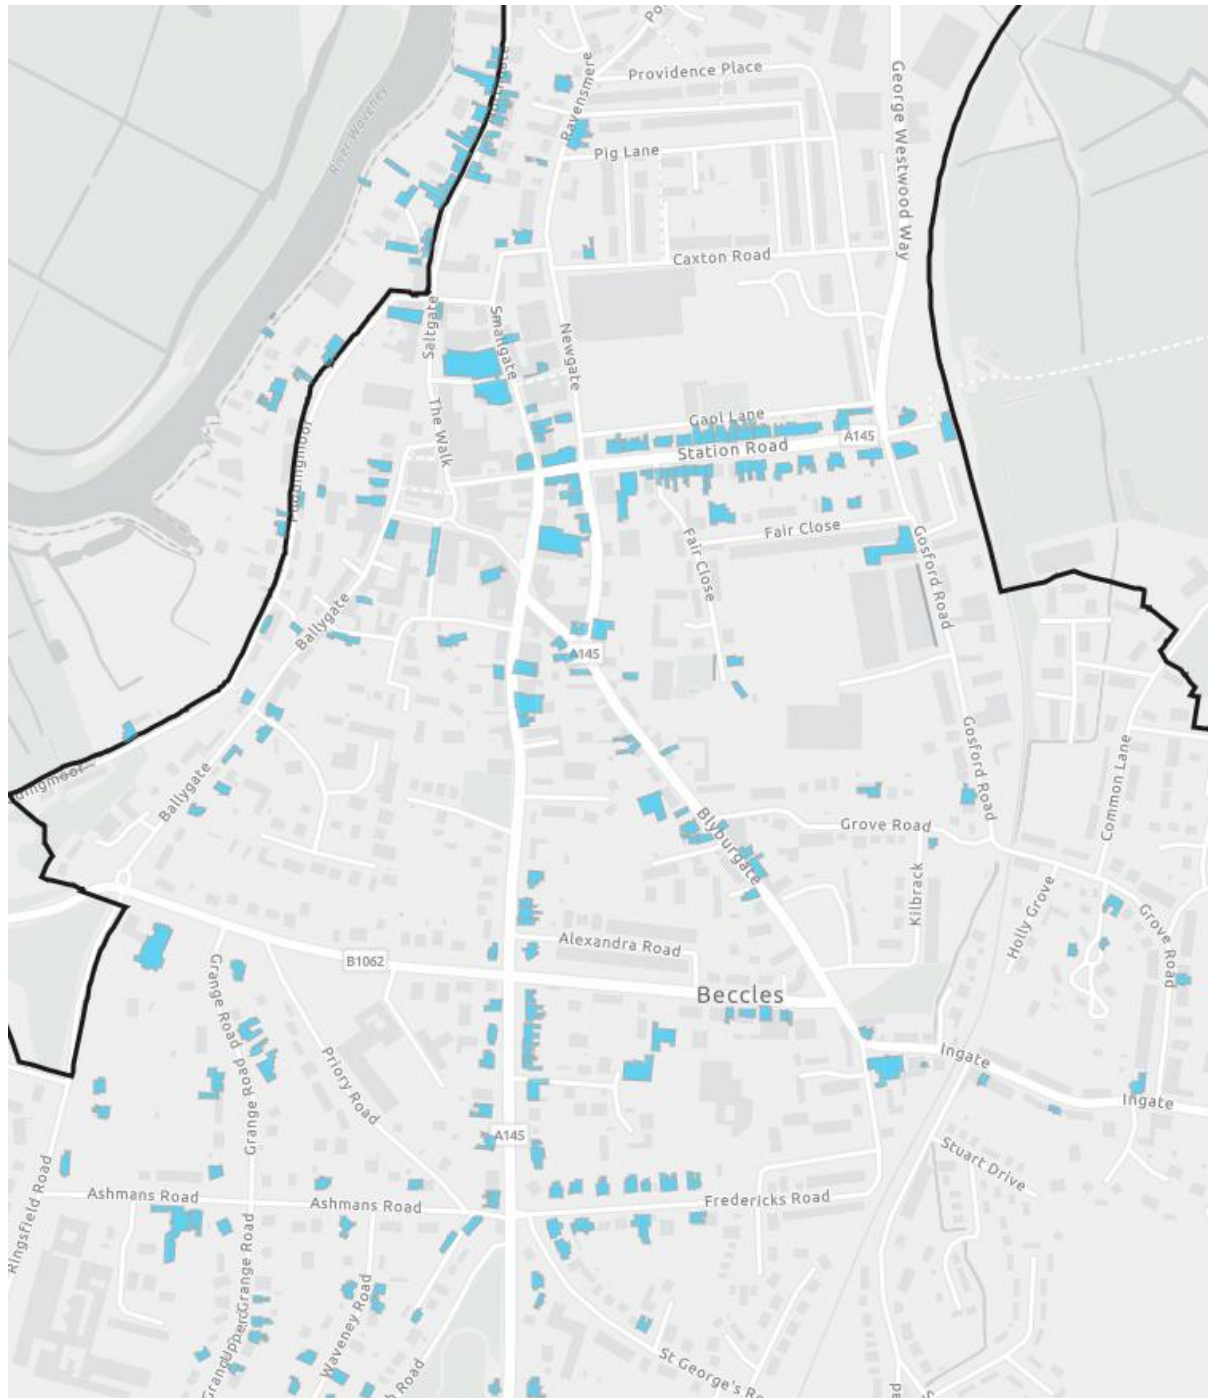 Providence Place
Ravensmere
George Westwood Way
River Waveney
Pig Lane
Caxton Road
Saltgate
Smallgate
Newgate
The Walk
Gaol Lane
A145
Station Road
Fair Close
Fair Close
Gosford Road
Ballygate
A145
Gosford Road
Common Lane
Ballygate
Blyburgate
Grove Road
Kilbrack
Holly Grove
Grove Road
Alexandra Road
B1062
Grange Road
Beccles
Priory Road
Grange Road
Ingate
Ingate
A145
Stuart Drive
Ringsfield Road
Ashmans Road
Ashmans Road
Fredericks Road
Grange Road
Waveney Road
Road
St George's